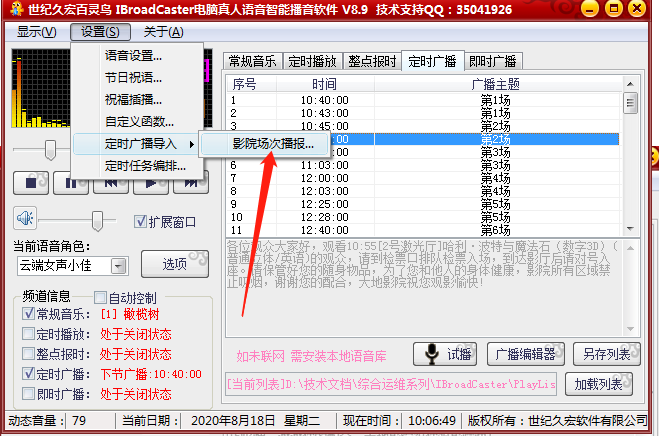 世纪久宏百灵鸟 IBroadCaster电脑真人语音智能播音软件 V8.9 技术支持QQ：35041926
显示(V) 设置(S) 关于(A)
语音设置...
节日祝语...
祝福插播...
自定义函数...
定时广播导入
定时任务编排...
影院场次播报...
扩展窗口
当前语音角色：
云端女声小佳
选项
频道信息 自动控制
常规音乐： [1] 橄榄树
定时播放： 处于关闭状态
整点报时： 处于关闭状态
定时广播： 下节广播:10:40:00
即时广播： 处于关闭状态
常规音乐 定时播放 整点报时 定时广播 即时广播
序号 时间 广播主题
1 10:40:00 第1场
2 10:43:00 第1场
3 10:45:00 第2场
:00 第2场
第3场
6 11:03:00 第3场
7 12:00:00 第4场
8 12:03:00 第4场
9 12:25:00 第5场
10 12:28:00 第5场
11 12:40:00 第6场
各位观众大家好，观看10:55[2号激光厅]哈利·波特与魔法石（数字3D）(
普通立体/英语)的观众，请到检票口排队检票入场，到达影厅后请对号入
座。请保管好您的随身物品，为了您和他人的身体健康，影院所有区域禁
止吸烟，谢谢您的配合，大地影院祝您观影愉快！
如未联网 需安装本地语音库
试播
广播编辑器
另存列表
[当前列表]D:\技术文档\综合运维系列\IBroadCaster\PlayLis
加载列表
动态音量： 79 当前日期： 2020年8月18日 星期二 现在时间： 10:06:49 版权所有：世纪久宏软件有限公司